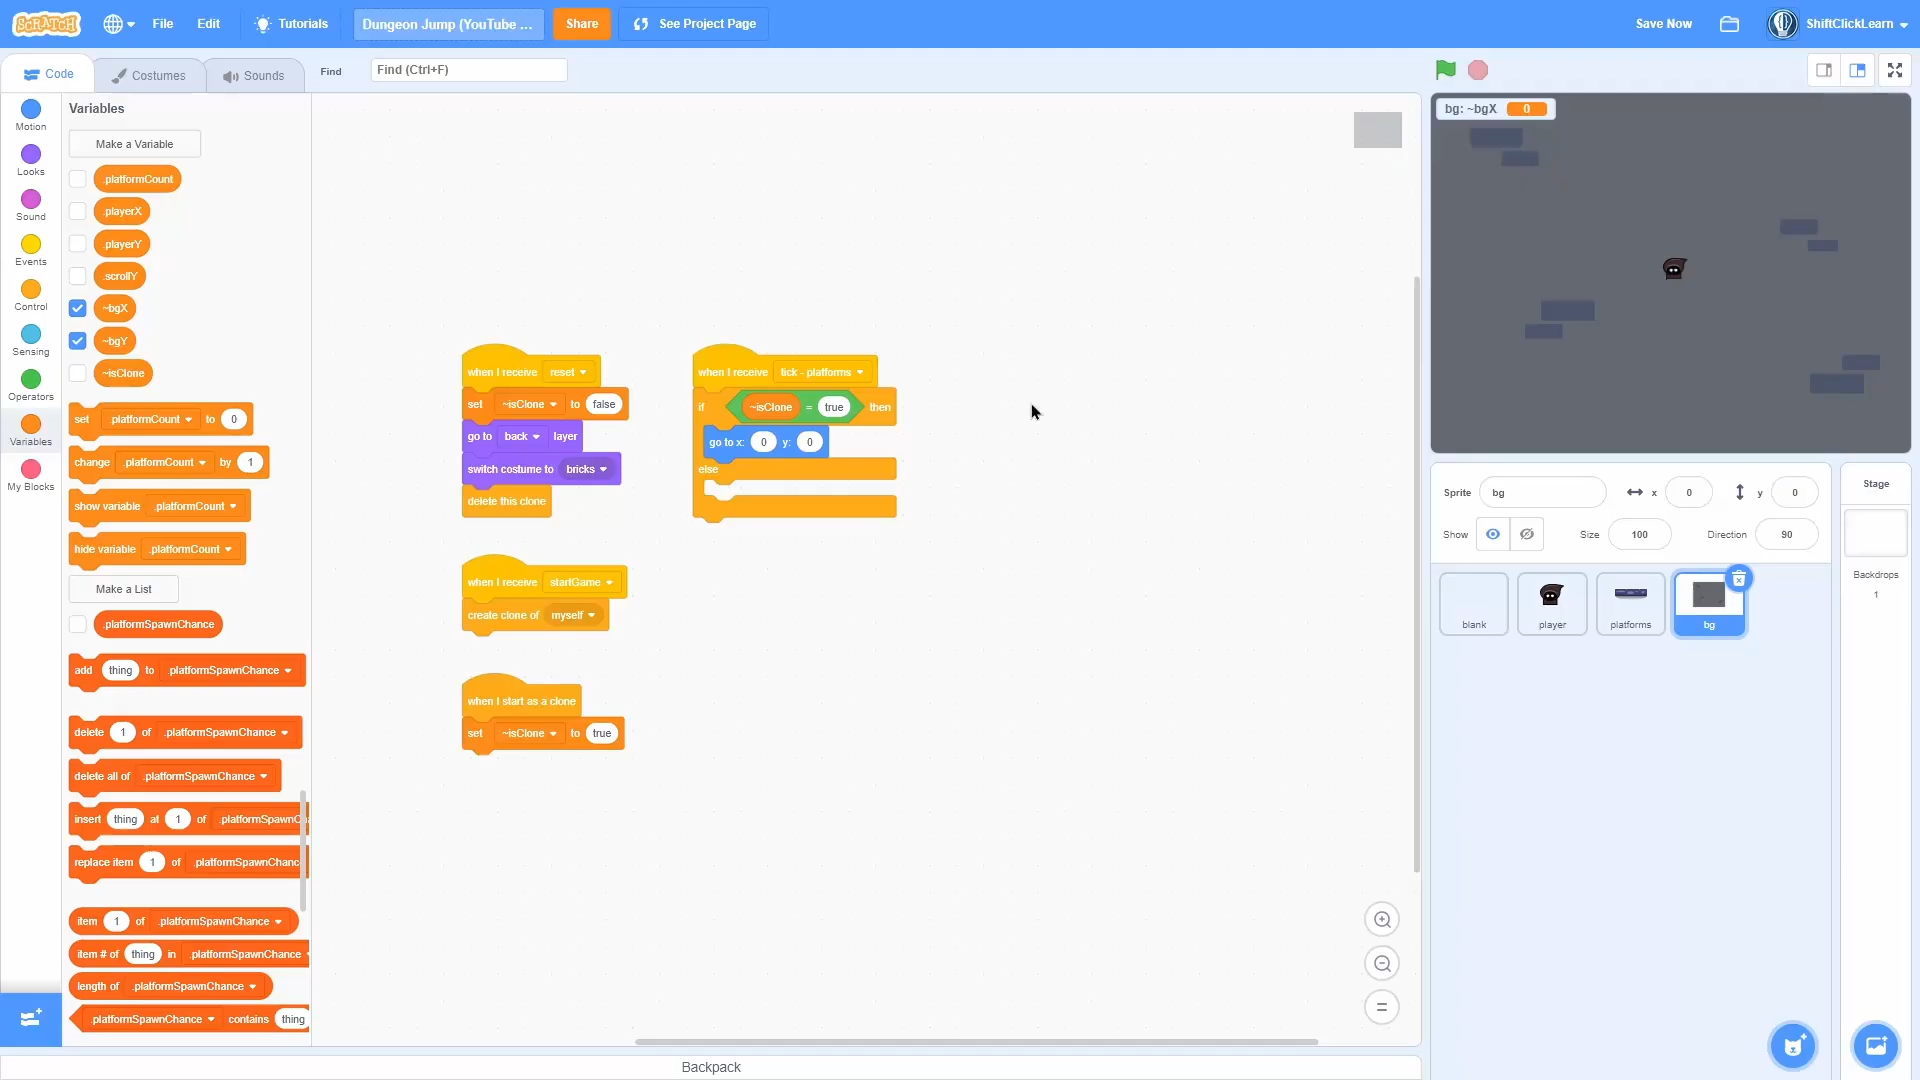 SCRATCH File Edit Tutorials Dungeon Jump (YouTube ... Share See Project Page Save Now ShiftClickLearn
Code Costumes Sounds Find Find (Ctrl+F)
Motion
Looks
Sound
Events
Control
Sensing
Operators
Variables
My Blocks
Variables
Make a Variable
.platformCount
.playerX
.playerY
.scrollY
~bgX
~bgY
~isClone
set .platformCount to 0
change .platformCount by 1
show variable .platformCount
hide variable .platformCount
Make a List
.platformSpawnChance
add thing to .platformSpawnChance
delete 1 of .platformSpawnChance
delete all of .platformSpawnChance
insert thing at 1 of .platformSpawnC
replace item 1 of .platformSpawnChance
item 1 of .platformSpawnChance
item # of thing in .platformSpawnChance
length of .platformSpawnChance
.platformSpawnChance contains thing
when I receive reset
set ~isClone to false
go to back layer
switch costume to bricks
delete this clone
when I receive startGame
create clone of myself
when I start as a clone
set ~isClone to true
when I receive tick - platforms
if ~isClone = true then
go to x: 0 y: 0
else
bg: ~bgX 0
Sprite bg x 0 y 0
Show Size 100 Direction 90
blank
player
platforms
bg
Stage
Backdrops
1
Backpack